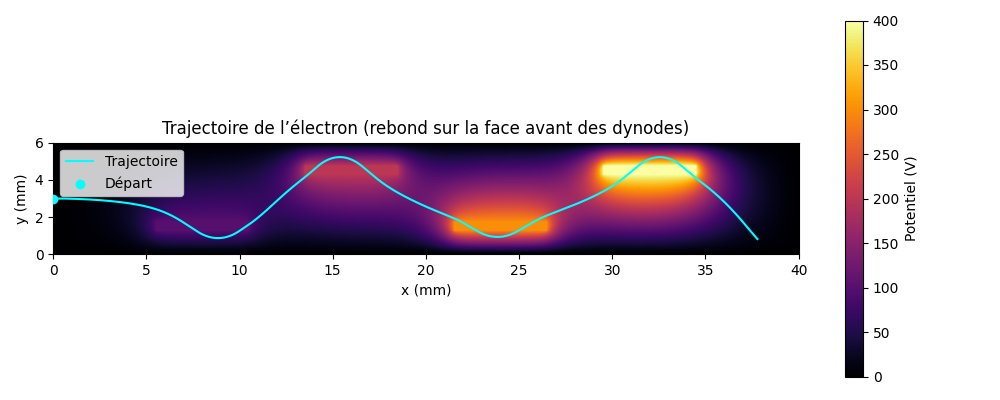 Trajectoire de l’électron (rebond sur la face avant des dynodes)
Trajectoire
Départ
y (mm)
6
4
2
0
0 5 10 15 20 25 30 35 40
x (mm)
400
350
300
250
200
150
100
50
0
Potentiel (V)